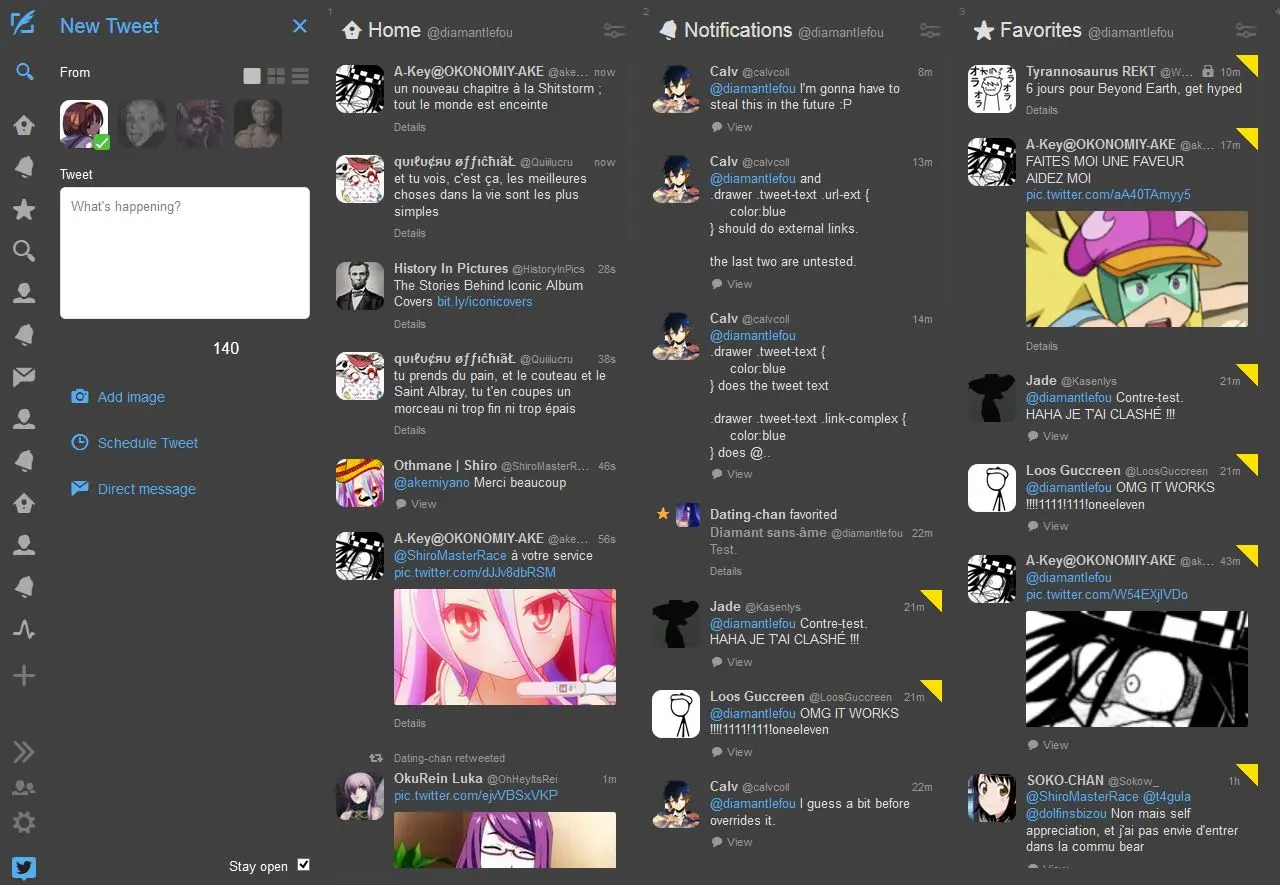 New Tweet
From
Tweet
What's happening?
140
Add image
Schedule Tweet
Direct message
Stay open
1
Home @diamantlefou
A-Key@OKONOMIY-AKE @ake... now
un nouveau chapitre à la Shitstorm ;
tout le monde est enceinte
Details
@Quiilucru now
et tu vois, c'est ça, les meilleures
choses dans la vie sont les plus
simples
Details
History In Pictures @HistoryInPics 28s
The Stories Behind Iconic Album
Covers bit.ly/iconicovers
Details
@Quiilucru 38s
tu prends du pain, et le couteau et le
Saint Albray, tu t'en coupes un
morceau ni trop fin ni trop épais
Details
Othmane | Shiro @ShiroMasterR... 46s
@akemiyano Merci beaucoup
View
A-Key@OKONOMIY-AKE @ake... 56s
@ShiroMasterRace à votre service
pic.twitter.com/dJJv8dbRSM
Details
Dating-chan retweeted
OkuRein Luka @OhHeyItsRei 1m
pic.twitter.com/ejvVBSxVKP
2
Notifications @diamantlefou
Calv @calvcoll 8m
@diamantlefou I'm gonna have to
steal this in the future :P
View
Calv @calvcoll 13m
@diamantlefou and
.drawer .tweet-text .url-ext {
color:blue
} should do external links.
the last two are untested.
View
Calv @calvcoll 14m
@diamantlefou
.drawer .tweet-text {
color:blue
} does the tweet text
.drawer .tweet-text .link-complex {
color:blue
} does @..
View
Dating-chan favorited
Diamant sans-âme @diamantlefou 22m
Test.
Details
Jade @Kasenlys 21m
@diamantlefou Contre-test.
HAHA JE T'AI CLASHÉ !!!
View
Loos Guccreen @LoosGuccreen 21m
@diamantlefou OMG IT WORKS
!!!!1111!111!oneeleven
View
Calv @calvcoll 22m
@diamantlefou I guess a bit before
overrides it.
View
3
Favorites @diamantlefou
Tyrannosaurus REKT @W... 10m
6 jours pour Beyond Earth, get hyped
Details
A-Key@OKONOMIY-AKE @ak... 17m
FAITES MOI UNE FAVEUR
AIDEZ MOI
pic.twitter.com/aA40TAmyy5
Details
Jade @Kasenlys 21m
@diamantlefou Contre-test.
HAHA JE T'AI CLASHÉ !!!
View
Loos Guccreen @LoosGuccreen 21m
@diamantlefou OMG IT WORKS
!!!!1111!111!oneeleven
View
A-Key@OKONOMIY-AKE @ak... 43m
@diamantlefou
pic.twitter.com/W54EXjlVDo
View
SOKO-CHAN @Sokow_ 1h
@ShiroMasterRace @t4gula
@dolfinsbizou Non mais self
appreciation, et j'ai pas envie d'entrer
dans la commu bear